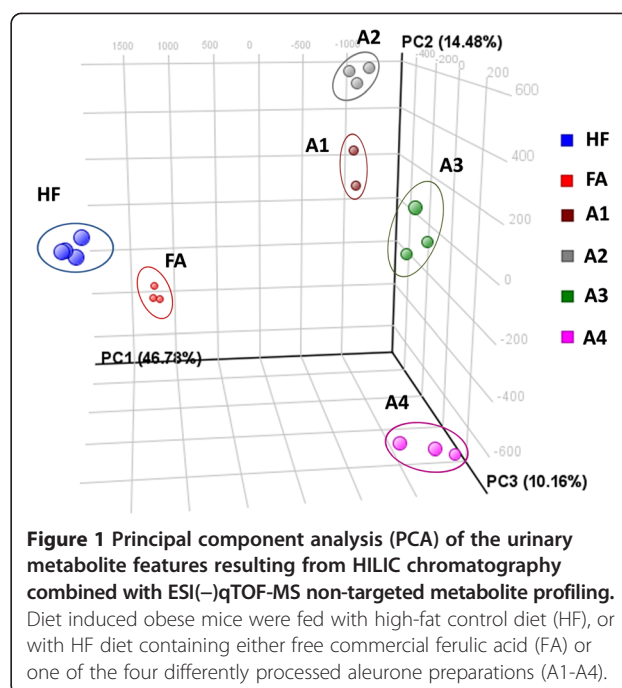 1500 1000 500 0 -500 -1000
A2
PC2 (14.48%)
-400 -200 0 200
600
400
200
0
-200
-400
-600
A1
A3
HF
FA
PC1 (46.78%)
A4
PC3 (10.16%)
HF
FA
A1
A2
A3
A4
Figure 1 Principal component analysis (PCA) of the urinary
metabolite features resulting from HILIC chromatography
combined with ESI(−)qTOF-MS non-targeted metabolite profiling.
Diet induced obese mice were fed with high-fat control diet (HF), or
with HF diet containing either free commercial ferulic acid (FA) or
one of the four differently processed aleurone preparations (A1-A4).